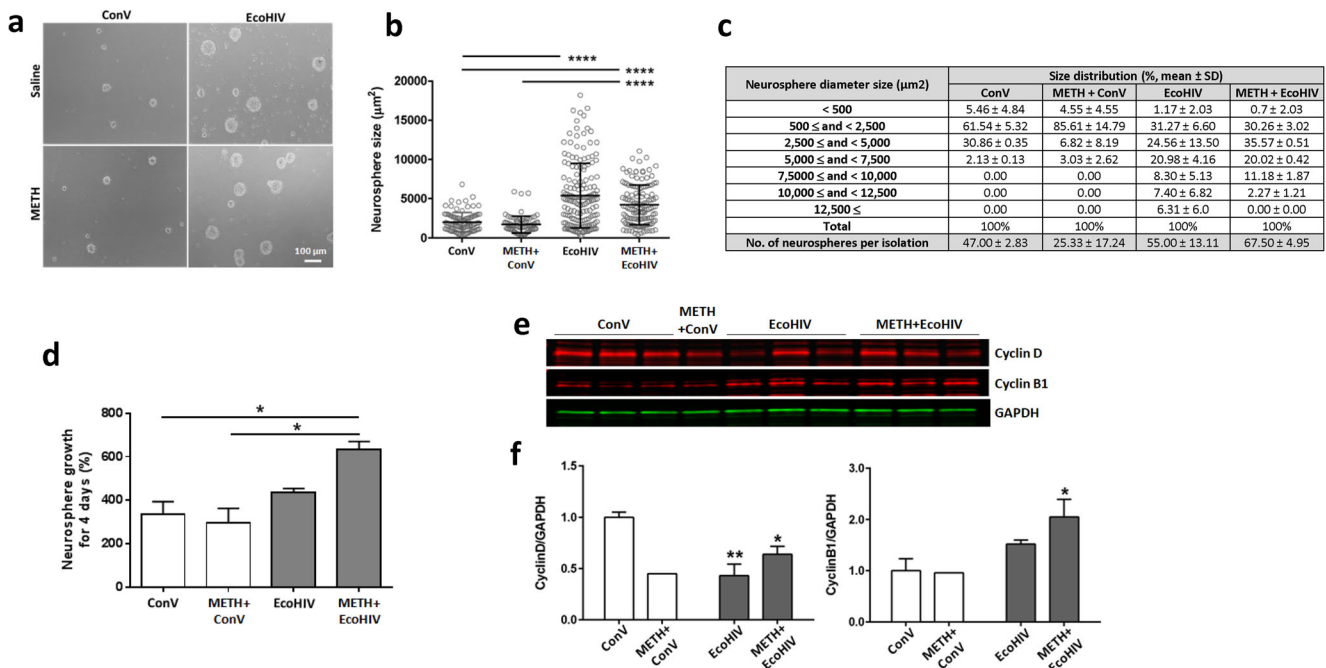 a
ConV EcoHIV
Saline
METH
100 µm
b
****
****
****
Neurosphere size (µm²)
20000
15000
10000
5000
0
ConV METH+ ConV EcoHIV METH+ EcoHIV
c
Neurosphere diameter size (µm2) Size distribution (%, mean ± SD)
ConV METH + ConV EcoHIV METH + EcoHIV
< 500 5.46 ± 4.84 4.55 ± 4.55 1.17 ± 2.03 0.7 ± 2.03
500 ≤ and < 2,500 61.54 ± 5.32 85.61 ± 14.79 31.27 ± 6.60 30.26 ± 3.02
2,500 ≤ and < 5,000 30.86 ± 0.35 6.82 ± 8.19 24.56 ± 13.50 35.57 ± 0.51
5,000 ≤ and < 7,500 2.13 ± 0.13 3.03 ± 2.62 20.98 ± 4.16 20.02 ± 0.42
7,5000 ≤ and < 10,000 0.00 0.00 8.30 ± 5.13 11.18 ± 1.87
10,000 ≤ and < 12,500 0.00 0.00 7.40 ± 6.82 2.27 ± 1.21
12,500 ≤ 0.00 0.00 6.31 ± 6.0 0.00 ± 0.00
Total 100% 100% 100% 100%
No. of neurospheres per isolation 47.00 ± 2.83 25.33 ± 17.24 55.00 ± 13.11 67.50 ± 4.95
d
*
*
Neurosphere growth
for 4 days (%)
800
600
400
200
0
ConV METH+ ConV EcoHIV METH+ EcoHIV
e
ConV METH +ConV EcoHIV METH+EcoHIV
Cyclin D
Cyclin B1
GAPDH
f
CyclinD/GAPDH
1.5
1.0
0.5
0.0
** *
ConV METH+ ConV EcoHIV METH+ EcoHIV
CyclinB1/GAPDH
3.0
2.0
1.0
0.0
*
ConV METH+ ConV EcoHIV METH+ EcoHIV